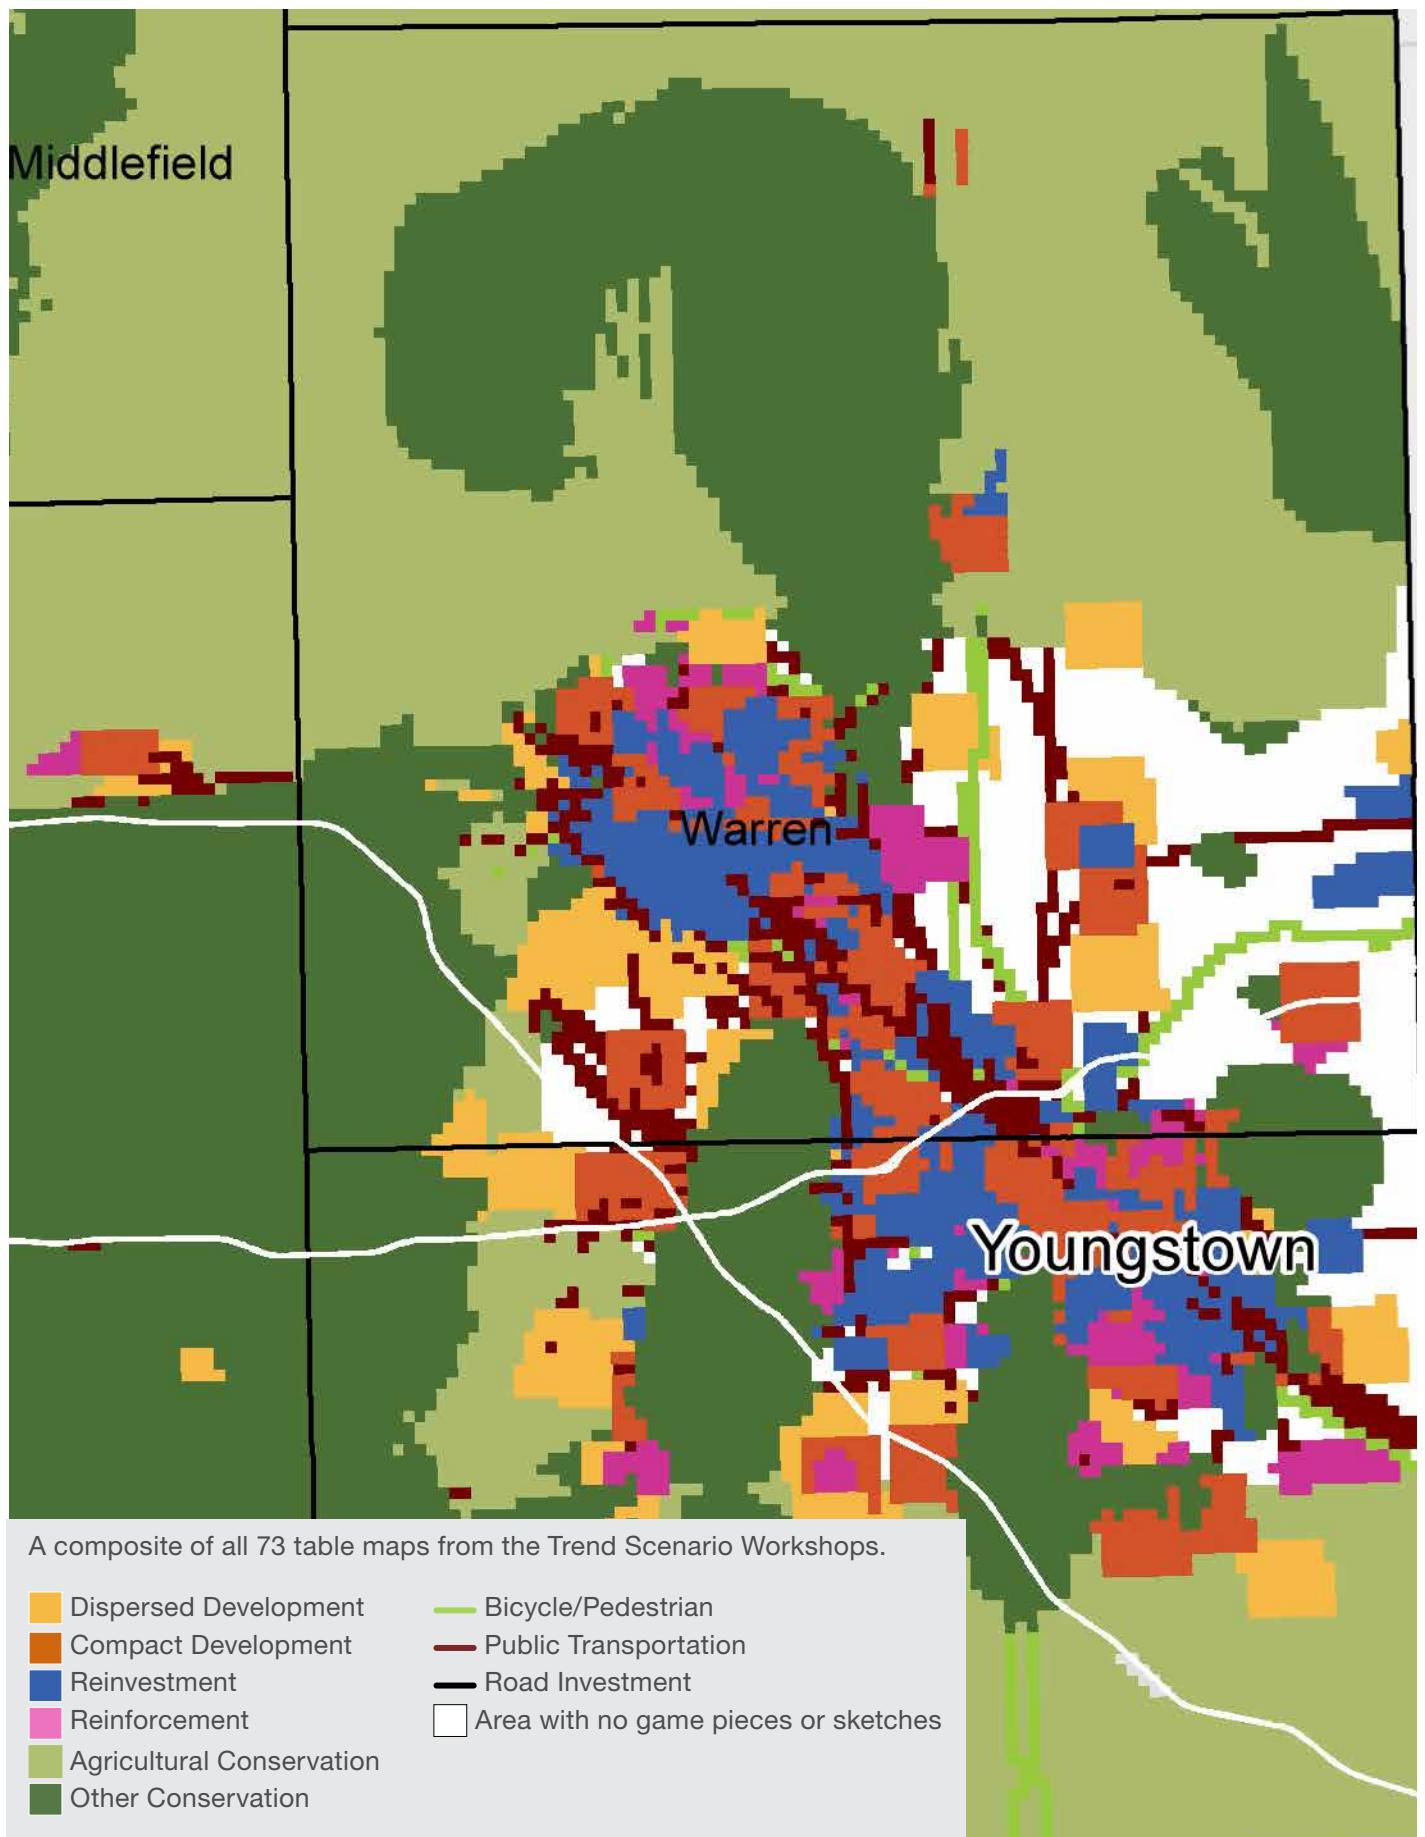 Middlefield
Warren
Youngstown
A composite of all 73 table maps from the Trend Scenario Workshops.
Dispersed Development
Compact Development
Reinvestment
Reinforcement
Agricultural Conservation
Other Conservation
Bicycle/Pedestrian
Public Transportation
Road Investment
Area with no game pieces or sketches